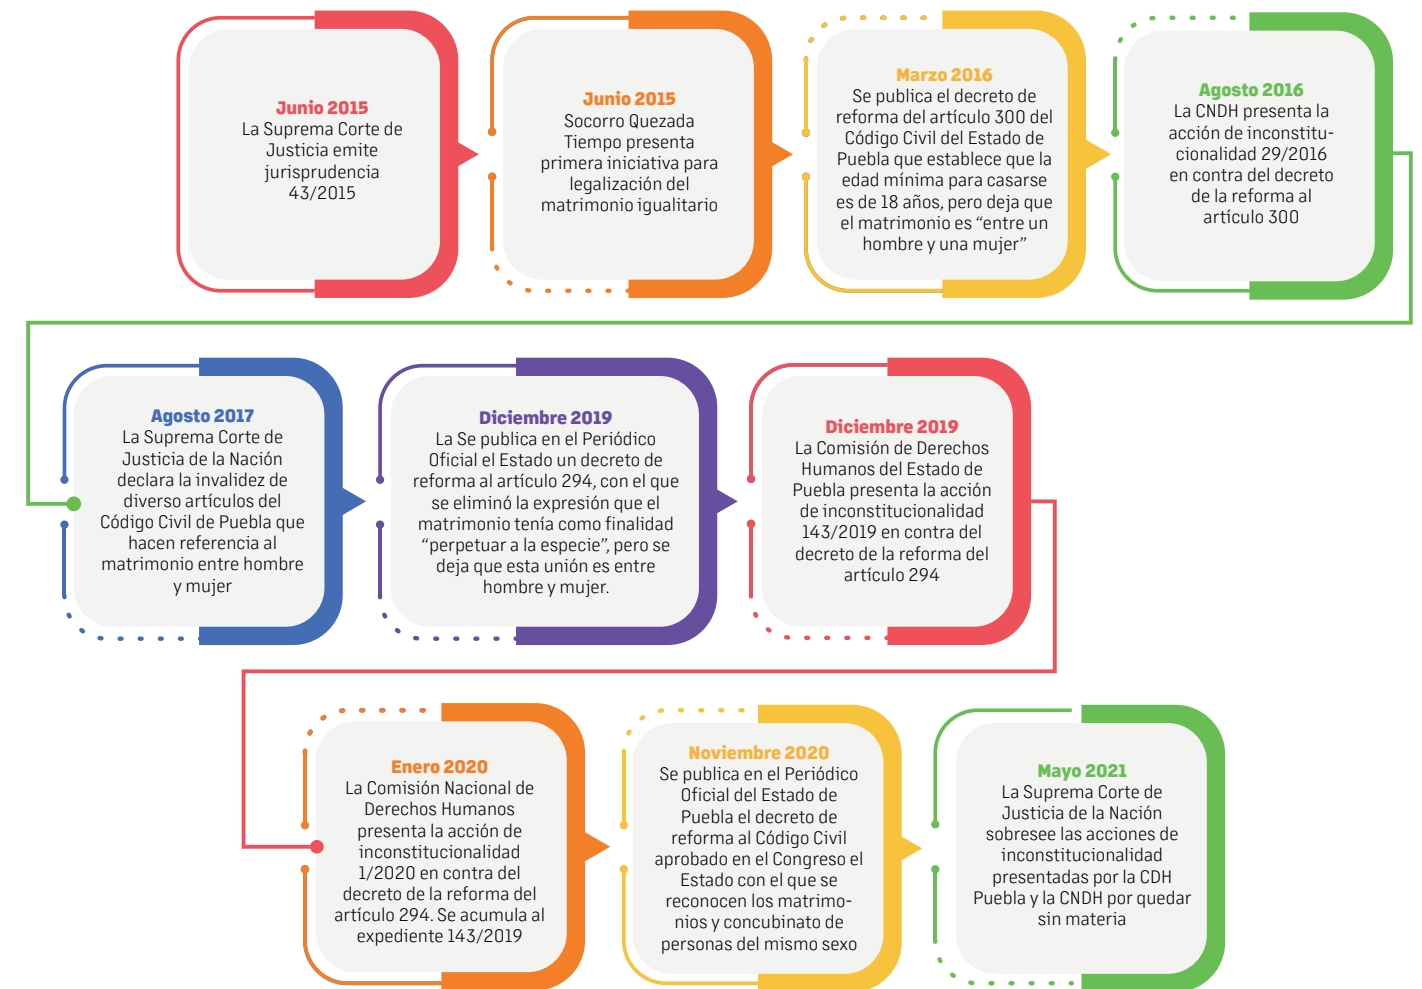 Junio 2015
La Suprema Corte de
Justicia emite
jurisprudencia
43/2015
Junio 2015
Socorro Quezada
Tiempo presenta
primera iniciativa para
legalización del
matrimonio igualitario
Marzo 2016
Se publica el decreto de
reforma del artículo 300 del
Código Civil del Estado de
Puebla que establece que la
edad mínima para casarse
es de 18 años, pero deja que
el matrimonio es “entre un
hombre y una mujer”
Agosto 2016
La CNDH presenta la
acción de inconstitu-
cionalidad 29/2016
en contra del decreto
de la reforma al
artículo 300
Agosto 2017
La Suprema Corte de
Justicia de la Nación
declara la invalidez de
diverso artículos del
Código Civil de Puebla que
hacen referencia al
matrimonio entre hombre
y mujer
Diciembre 2019
La Se publica en el Periódico
Oficial el Estado un decreto de
reforma al artículo 294, con el que
se eliminó la expresión que el
matrimonio tenía como finalidad
“perpetuar a la especie”, pero se
deja que esta unión es entre
hombre y mujer.
Diciembre 2019
La Comisión de Derechos
Humanos del Estado de
Puebla presenta la acción
de inconstitucionalidad
143/2019 en contra del
decreto de la reforma del
artículo 294
Enero 2020
La Comisión Nacional de
Derechos Humanos
presenta la acción de
inconstitucionalidad
1/2020 en contra del
decreto de la reforma del
artículo 294. Se acumula al
expediente 143/2019
Noviembre 2020
Se publica en el Periódico
Oficial del Estado de
Puebla el decreto de
reforma al Código Civil
aprobado en el Congreso el
Estado con el que se
reconocen los matrimo-
nios y concubinato de
personas del mismo sexo
Mayo 2021
La Suprema Corte de
Justicia de la Nación
sobresee las acciones de
inconstitucionalidad
presentadas por la CDH
Puebla y la CNDH por quedar
sin materia